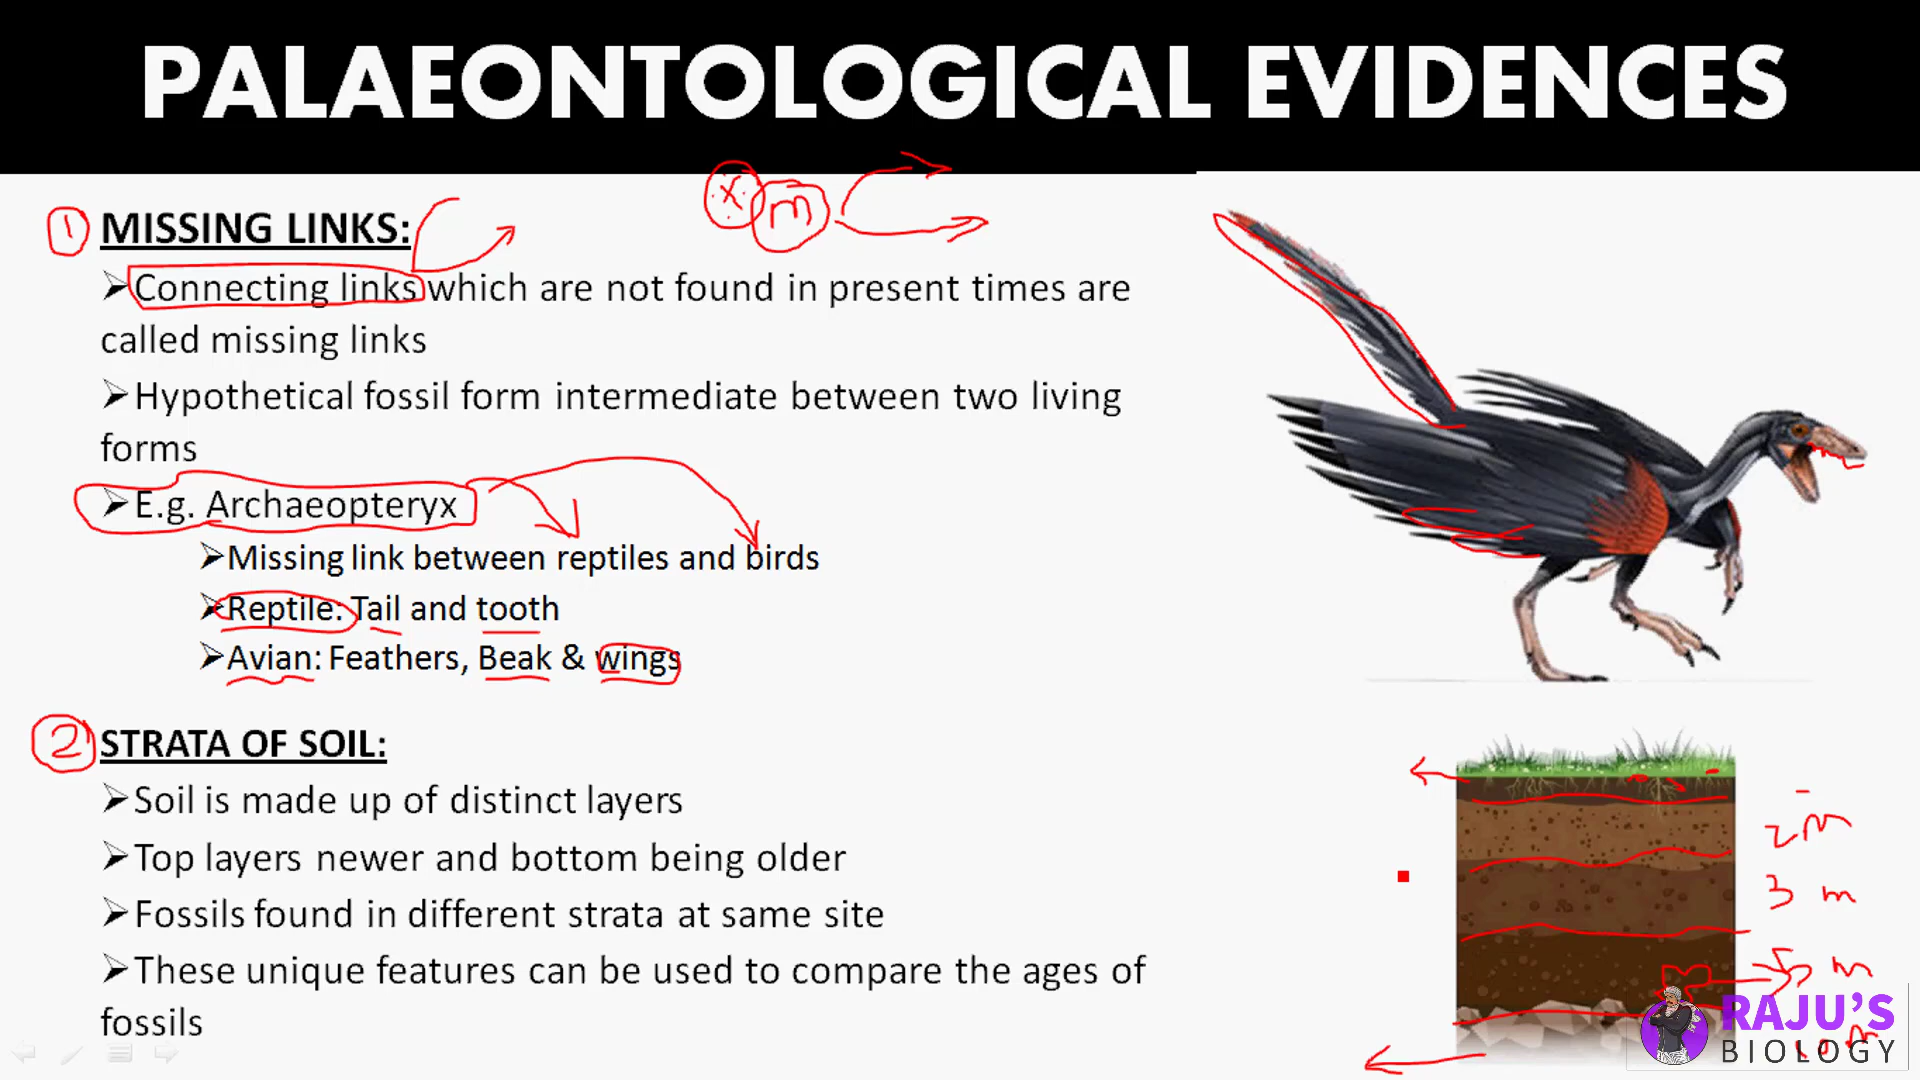 PALAEONTOLOGICAL EVIDENCES
x m
1 MISSING LINKS:
Connecting links which are not found in present times are
called missing links
Hypothetical fossil form intermediate between two living
forms
E.g. Archaeopteryx
Missing link between reptiles and birds
Reptile: Tail and tooth
Avian: Feathers, Beak & wings
2 STRATA OF SOIL:
Soil is made up of distinct layers
Top layers newer and bottom being older
Fossils found in different strata at same site
These unique features can be used to compare the ages of
fossils
2m
3 m
5 m
RAJU'S
BIOLOGY